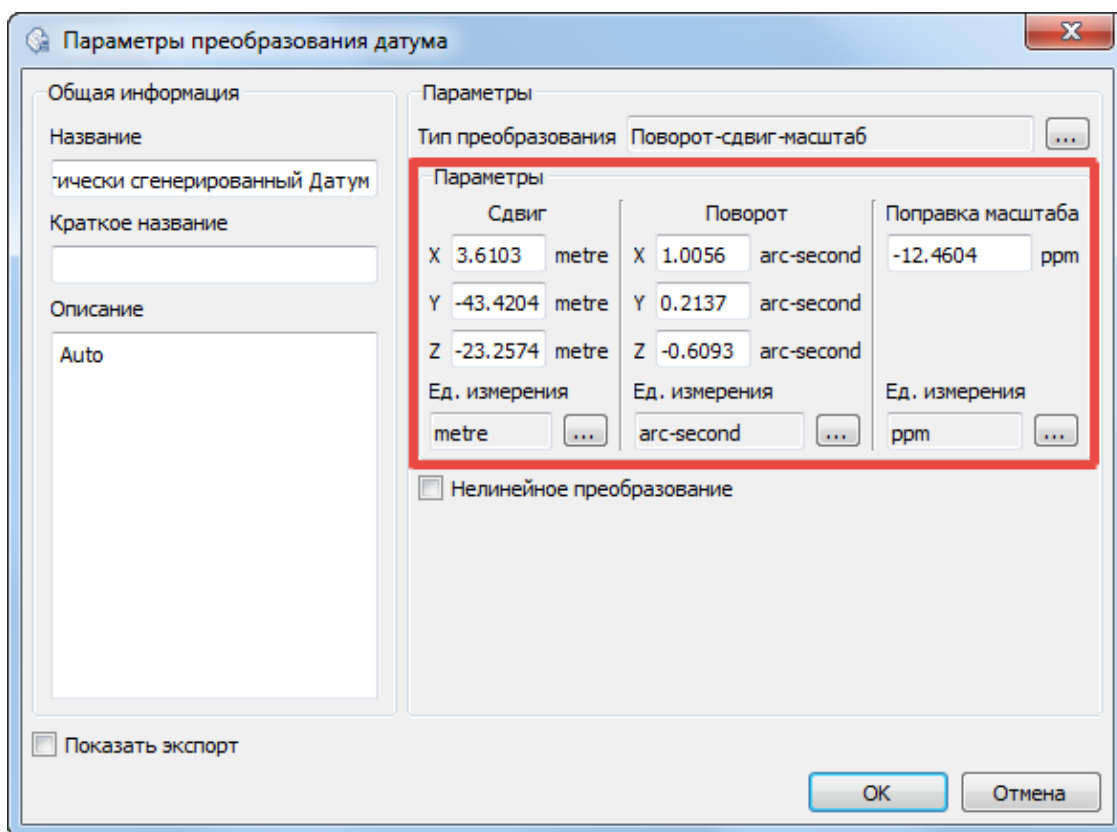 Параметры преобразования датума
Общая информация
Название
гически сгенерированный Датум
Краткое название
Описание
Auto
Параметры
Тип преобразования Поворот-сдвиг-масштаб ...
Параметры
Сдвиг Поворот Поправка масштаба
X 3.6103 metre X 1.0056 arc-second -12.4604 ppm
Y -43.4204 metre Y 0.2137 arc-second
Z -23.2574 metre Z -0.6093 arc-second
Ед. измерения Ед. измерения Ед. измерения
metre ... arc-second ... ppm ...
Нелинейное преобразование
Показать экспорт
OK Отмена